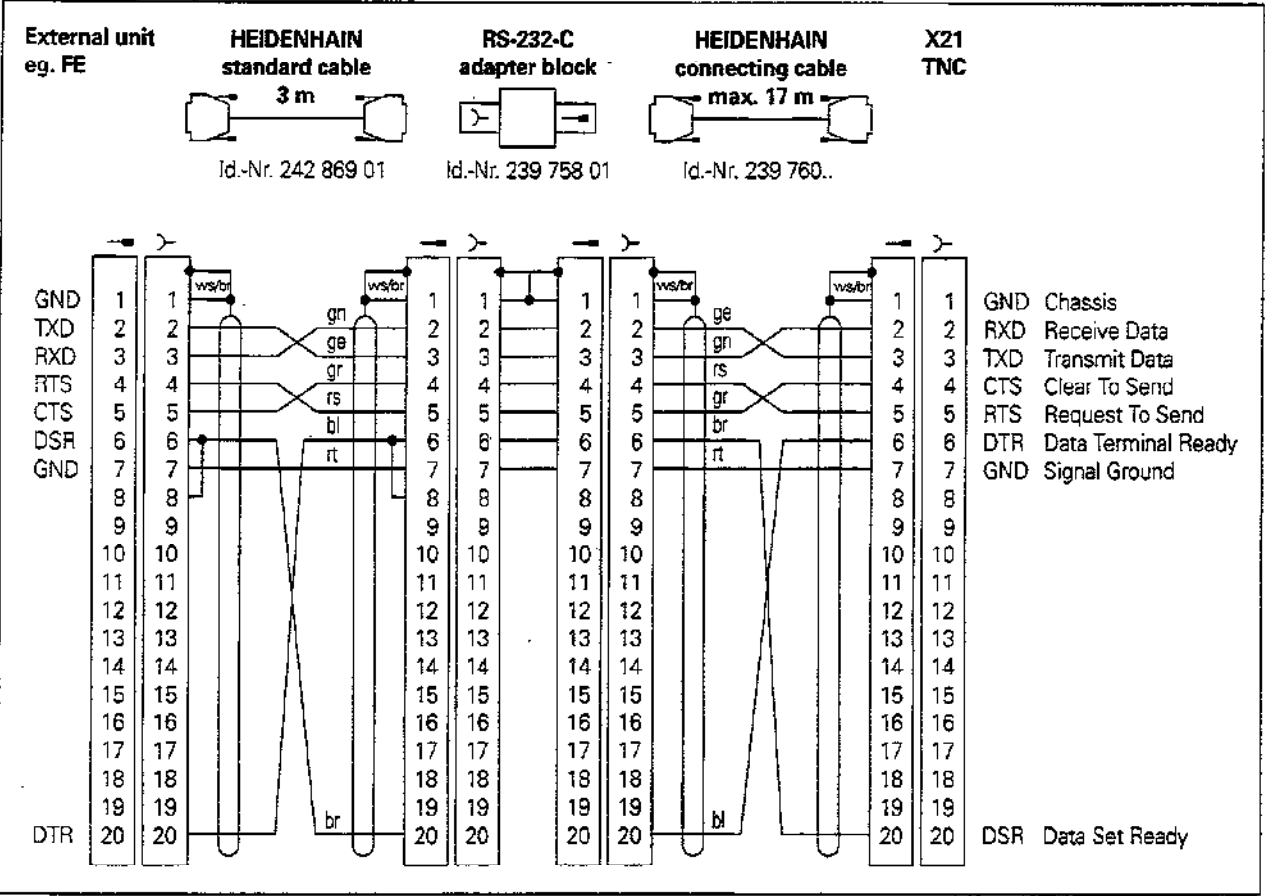 External unit HEIDENHAIN RS-232-C HEIDENHAIN X21
eg. FE standard cable adapter block connecting cable TNC
3 m max. 17 m
Id.-Nr. 242 869 01 Id.-Nr. 239 758 01 Id.-Nr. 239 760..
ws/br ws/br ws/br ws/br
GND 1 1 1 1 1 1 1 1 GND Chassis
gn ge
TXD 2 2 2 2 2 2 2 2 RXD Receive Data
ge gn
RXD 3 3 3 3 3 3 3 3 TXD Transmit Data
gr rs
RTS 4 4 4 4 4 4 4 4 CTS Clear To Send
rs gr
CTS 5 5 5 5 5 5 5 5 RTS Request To Send
bl br
DSR 6 6 6 6 6 6 6 6 DTR Data Terminal Ready
rt rt
GND 7 7 7 7 7 7 7 7 GND Signal Ground
8 8 8 8 8 8 8 8
9 9 9 9 9 9 9 9
10 10 10 10 10 10 10 10
11 11 11 11 11 11 11 11
12 12 12 12 12 12 12 12
13 13 13 13 13 13 13 13
14 14 14 14 14 14 14 14
15 15 15 15 15 15 15 15
16 16 16 16 16 16 16 16
17 17 17 17 17 17 17 17
18 18 18 18 18 18 18 18
19 19 19 19 19 19 19 19
br bl
DTR 20 20 20 20 20 20 20 20 DSR Data Set Ready